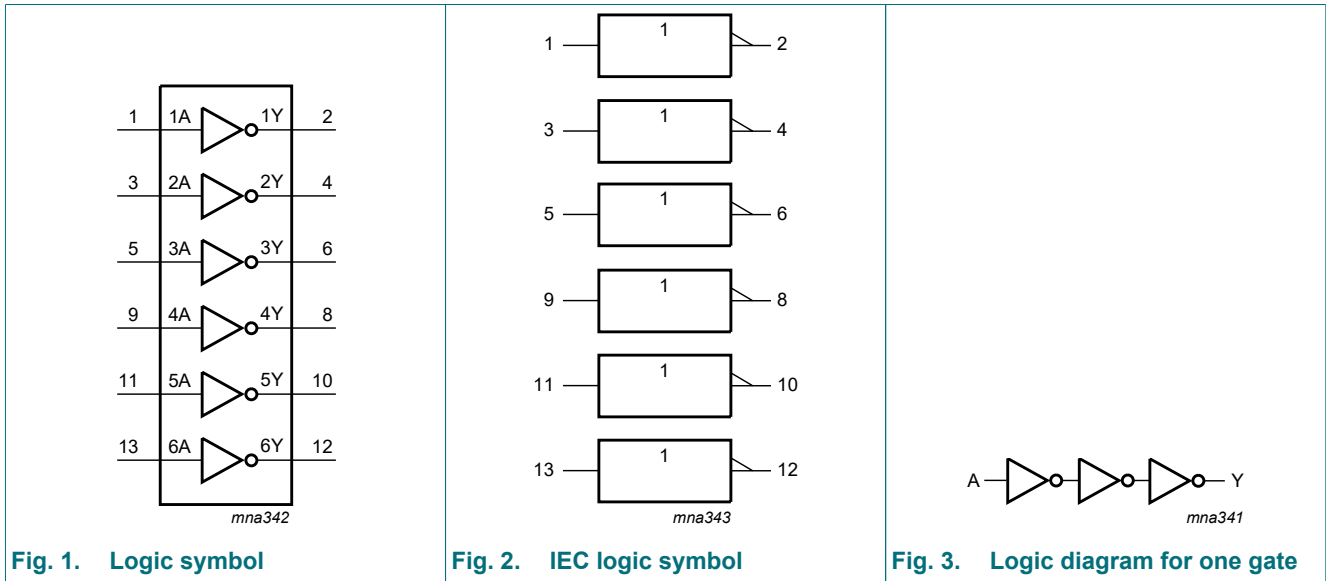 1 1A 1Y 2
3 2A 2Y 4
5 3A 3Y 6
9 4A 4Y 8
11 5A 5Y 10
13 6A 6Y 12
mna342
Fig. 1. Logic symbol
1 1 2
3 1 4
5 1 6
9 1 8
11 1 10
13 1 12
mna343
Fig. 2. IEC logic symbol
A Y
mna341
Fig. 3. Logic diagram for one gate